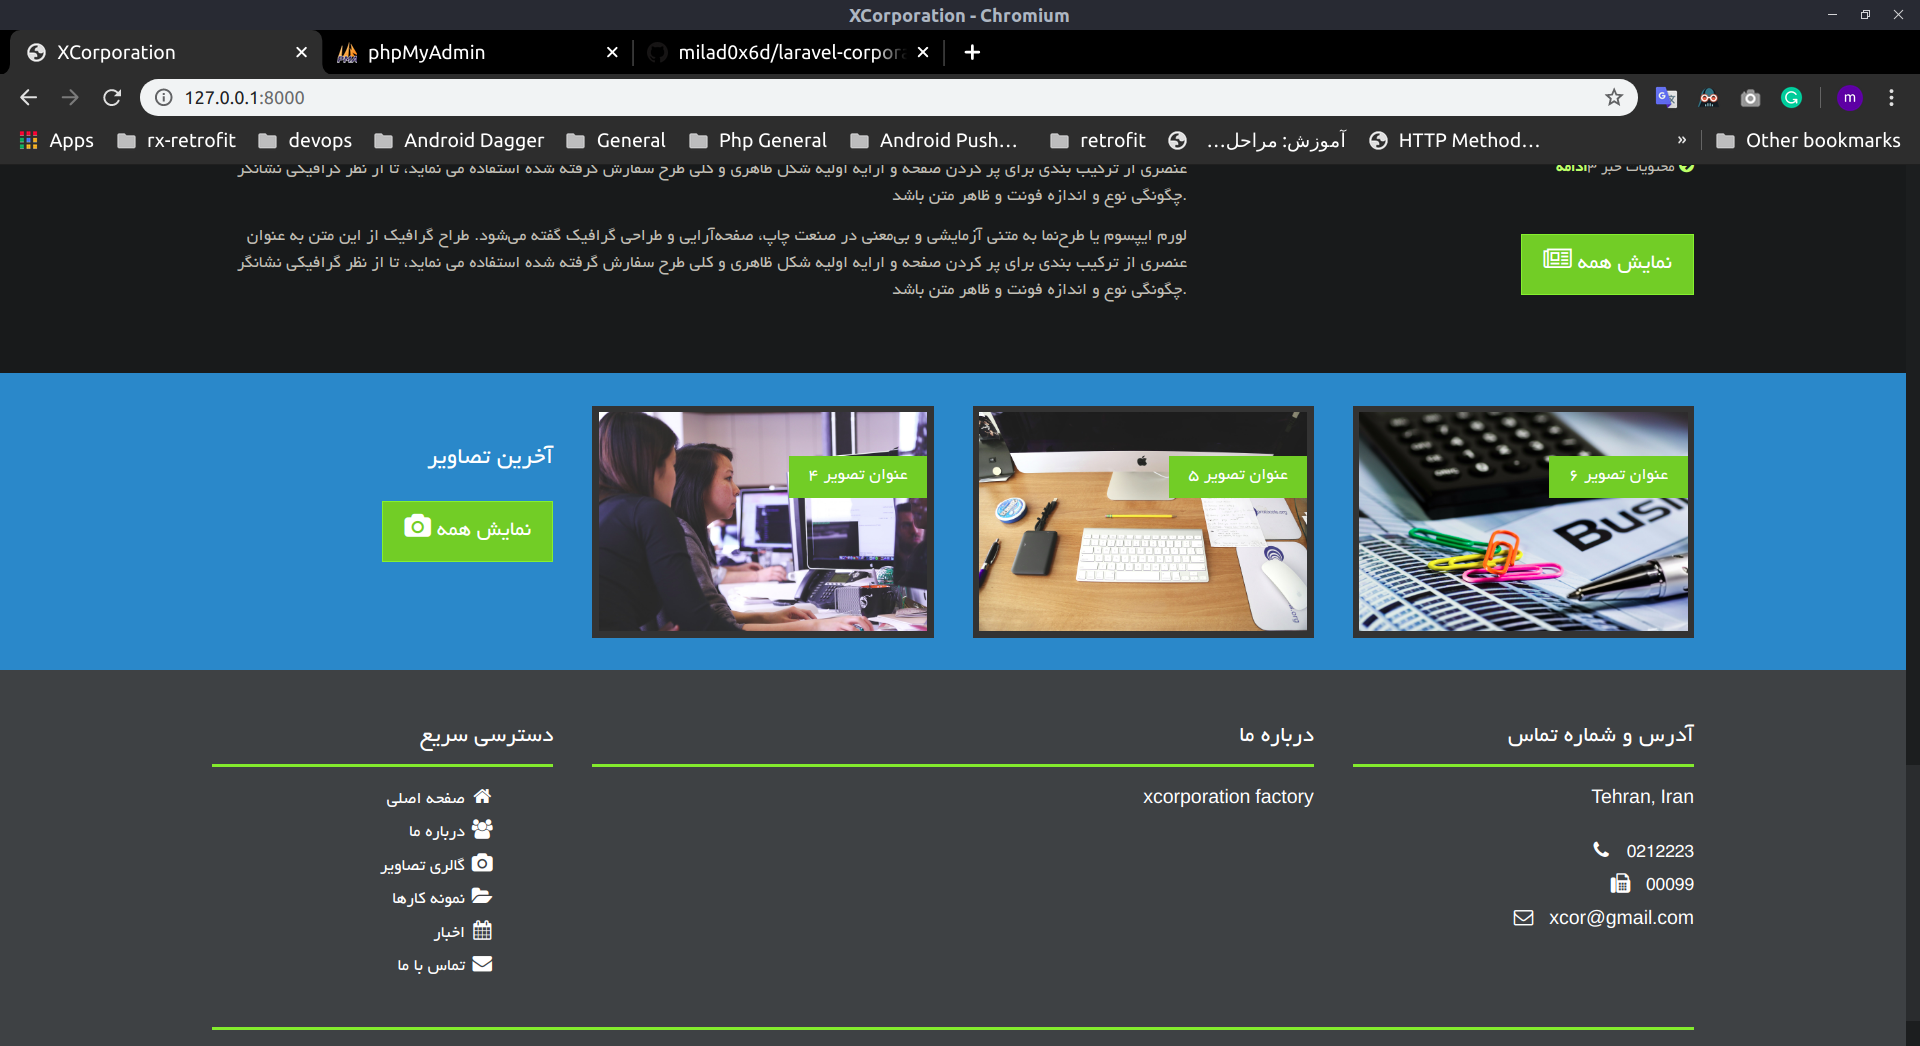 XCorporation - Chromium
XCorporation
phpMyAdmin
milad0x6d/laravel-corpora
127.0.0.1:8000
Apps
rx-retrofit
devops
Android Dagger
General
Php General
Android Push…
retrofit
آموزش: مراحل…
HTTP Method…
»
Other bookmarks
محتویات خبر ۳ادامه
عنصری از ترکیب بندی برای پر کردن صفحه و ارایه اولیه شکل ظاهری و کلی طرح سفارش گرفته شده استفاده می نماید، تا از نظر گرافیکی نشانگر
چگونگی نوع و اندازه فونت و ظاهر متن باشد.
لورم ایپسوم یا طرح‌نما به متنی آزمایشی و بی‌معنی در صنعت چاپ، صفحه‌آرایی و طراحی گرافیک گفته می‌شود. طراح گرافیک از این متن به عنوان
عنصری از ترکیب بندی برای پر کردن صفحه و ارایه اولیه شکل ظاهری و کلی طرح سفارش گرفته شده استفاده می نماید، تا از نظر گرافیکی نشانگر
چگونگی نوع و اندازه فونت و ظاهر متن باشد.
نمایش همه
عنوان تصویر ۶
Busin
عنوان تصویر ۵
عنوان تصویر ۴
آخرین تصاویر
نمایش همه
آدرس و شماره تماس
Tehran, Iran
0212223
00099
xcor@gmail.com
درباره ما
xcorporation factory
دسترسی سریع
صفحه اصلی
درباره ما
گالری تصاویر
نمونه کارها
اخبار
تماس با ما